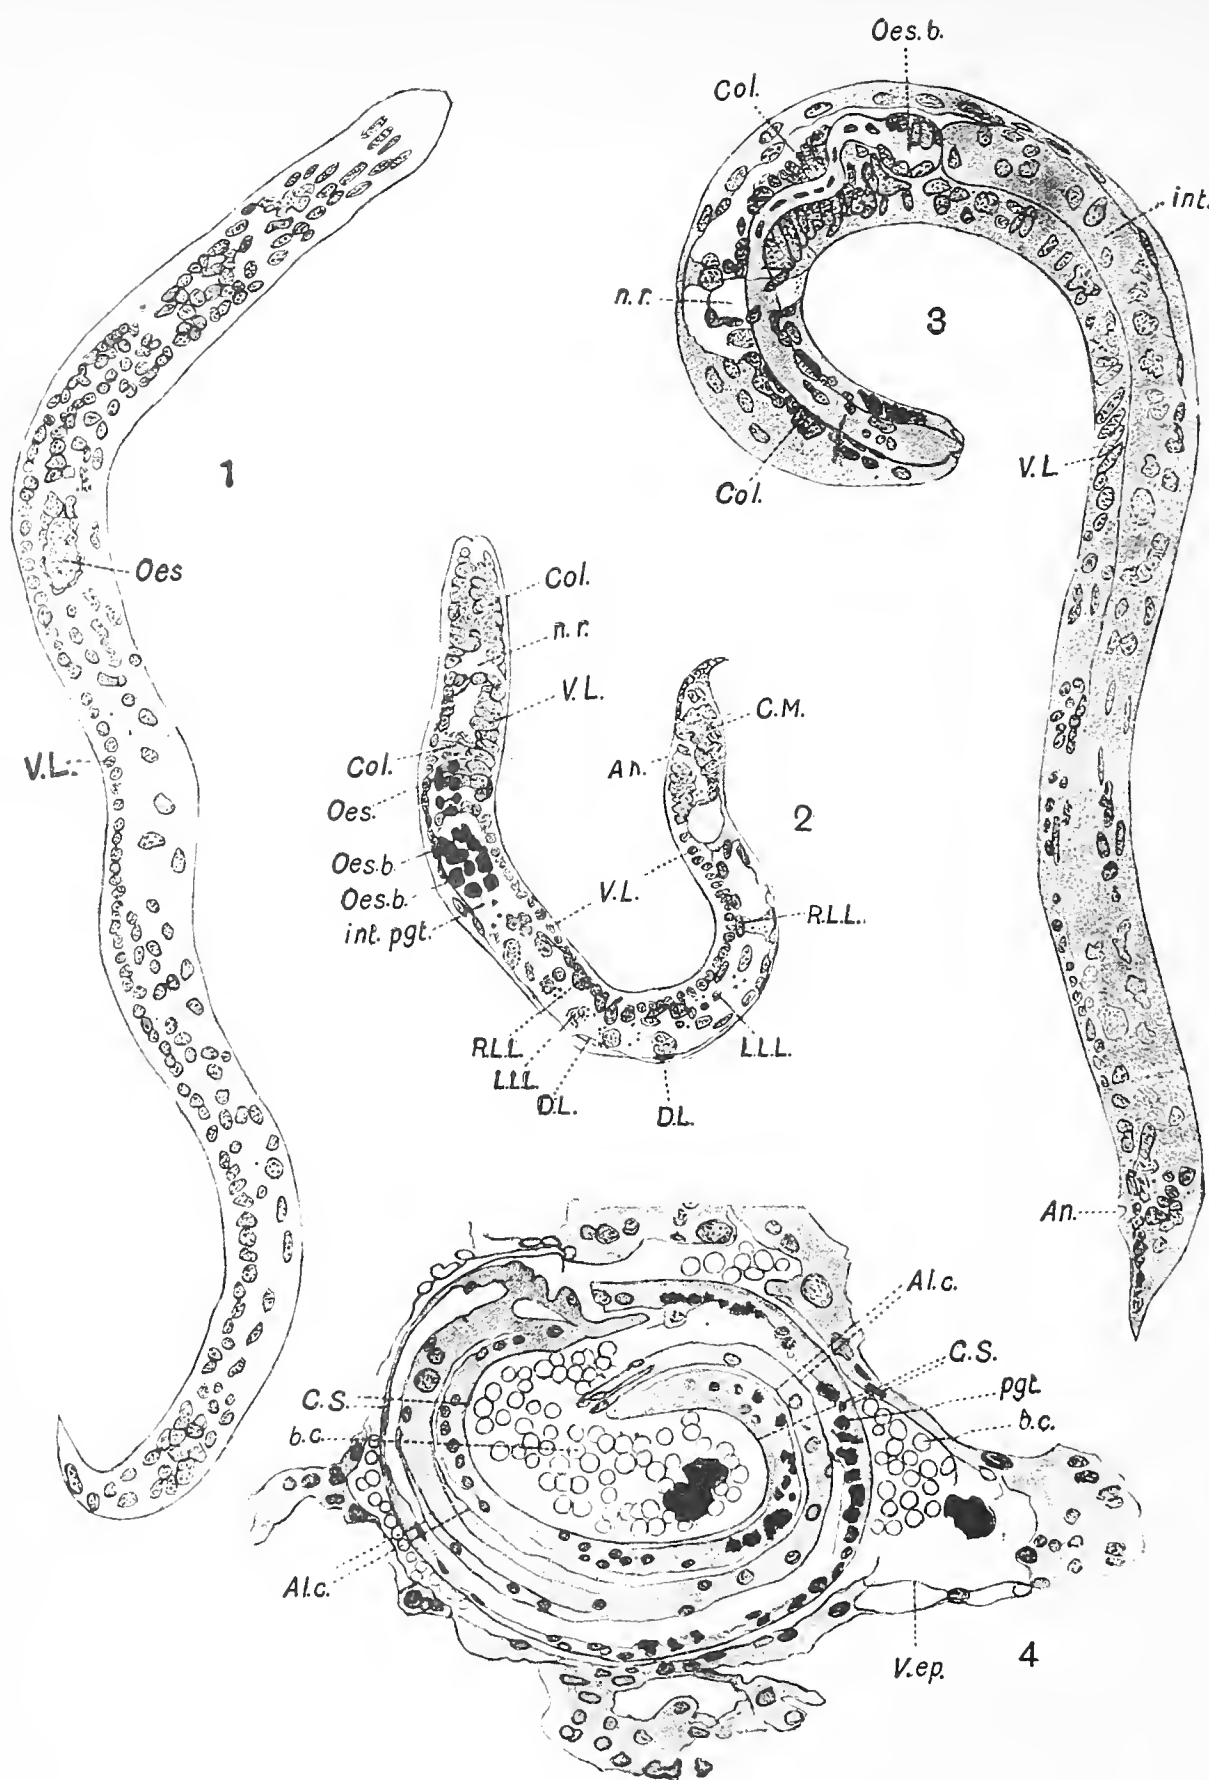 Oes.b.
Col.
int.
n.r.
3
V.L.
Col.
1
Oes
Col.
n.r.
V.L.
C.M.
V.L.
Col.
An.
Oes.
2
Oes.b.
Oes.b.
V.L.
int. pgt.
R.L.L.
R.L.L.
L.L.L.
L.L.L.
D.L.
D.L.
An.
Al.c.
C.S.
C.S.
pgt.
b.c.
b.c.
Al.c.
V.ep.
4